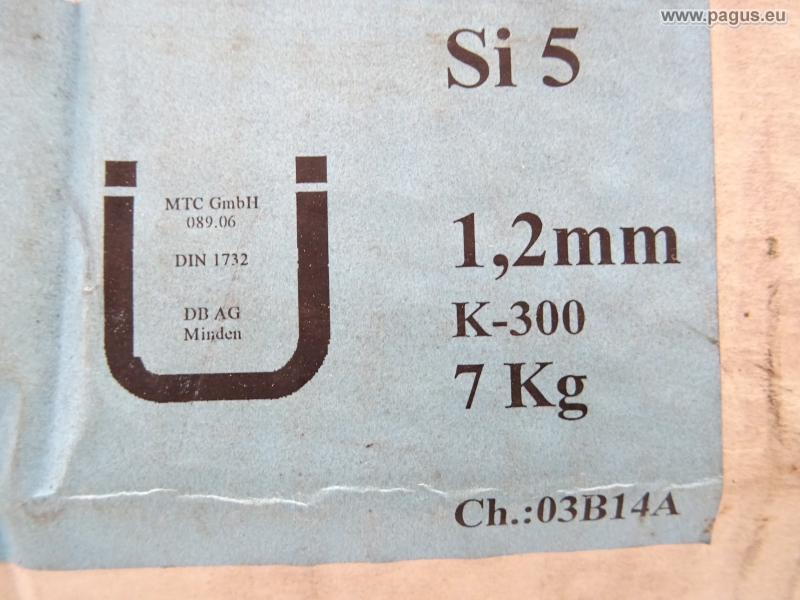 www.pagus.eu
Si 5
MTC GmbH
089.06
DIN 1732
DB AG
Minden
1,2mm
K-300
7 Kg
Ch.:03B14A